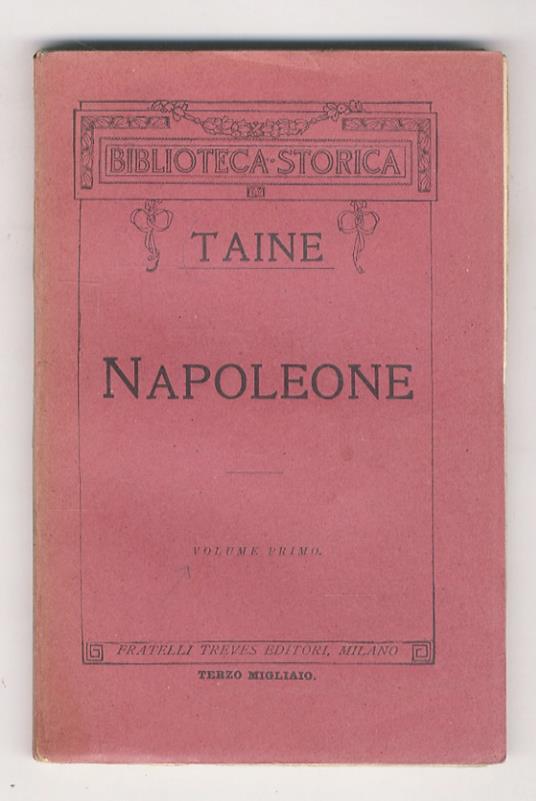 BIBLIOTECA·STORICA
TAINE
NAPOLEONE
VOLUME PRIMO.
FRATELLI TREVES EDITORI, MILANO
TERZO MIGLIAIO.